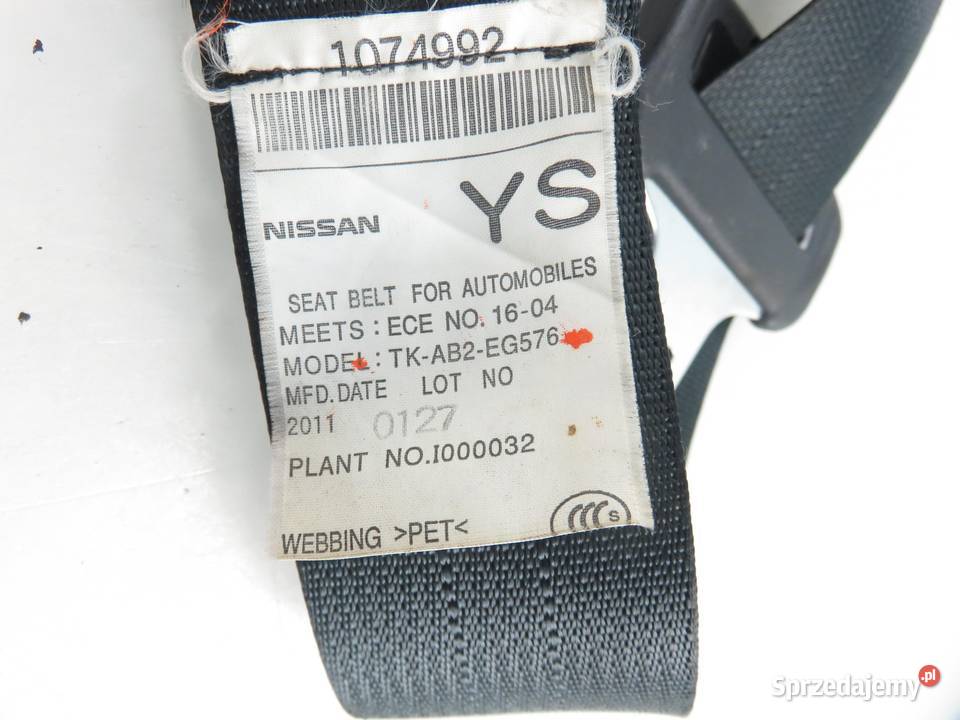 1074992
YS
NISSAN
SEAT BELT FOR AUTOMOBILES
MEETS : ECE NO. 16-04
MODEL : TK-AB2-EG576
MFD.DATE LOT NO
2011 0127
PLANT NO.I000032
WEBBING >PET<
CCC S
Sprzedajemy.pl